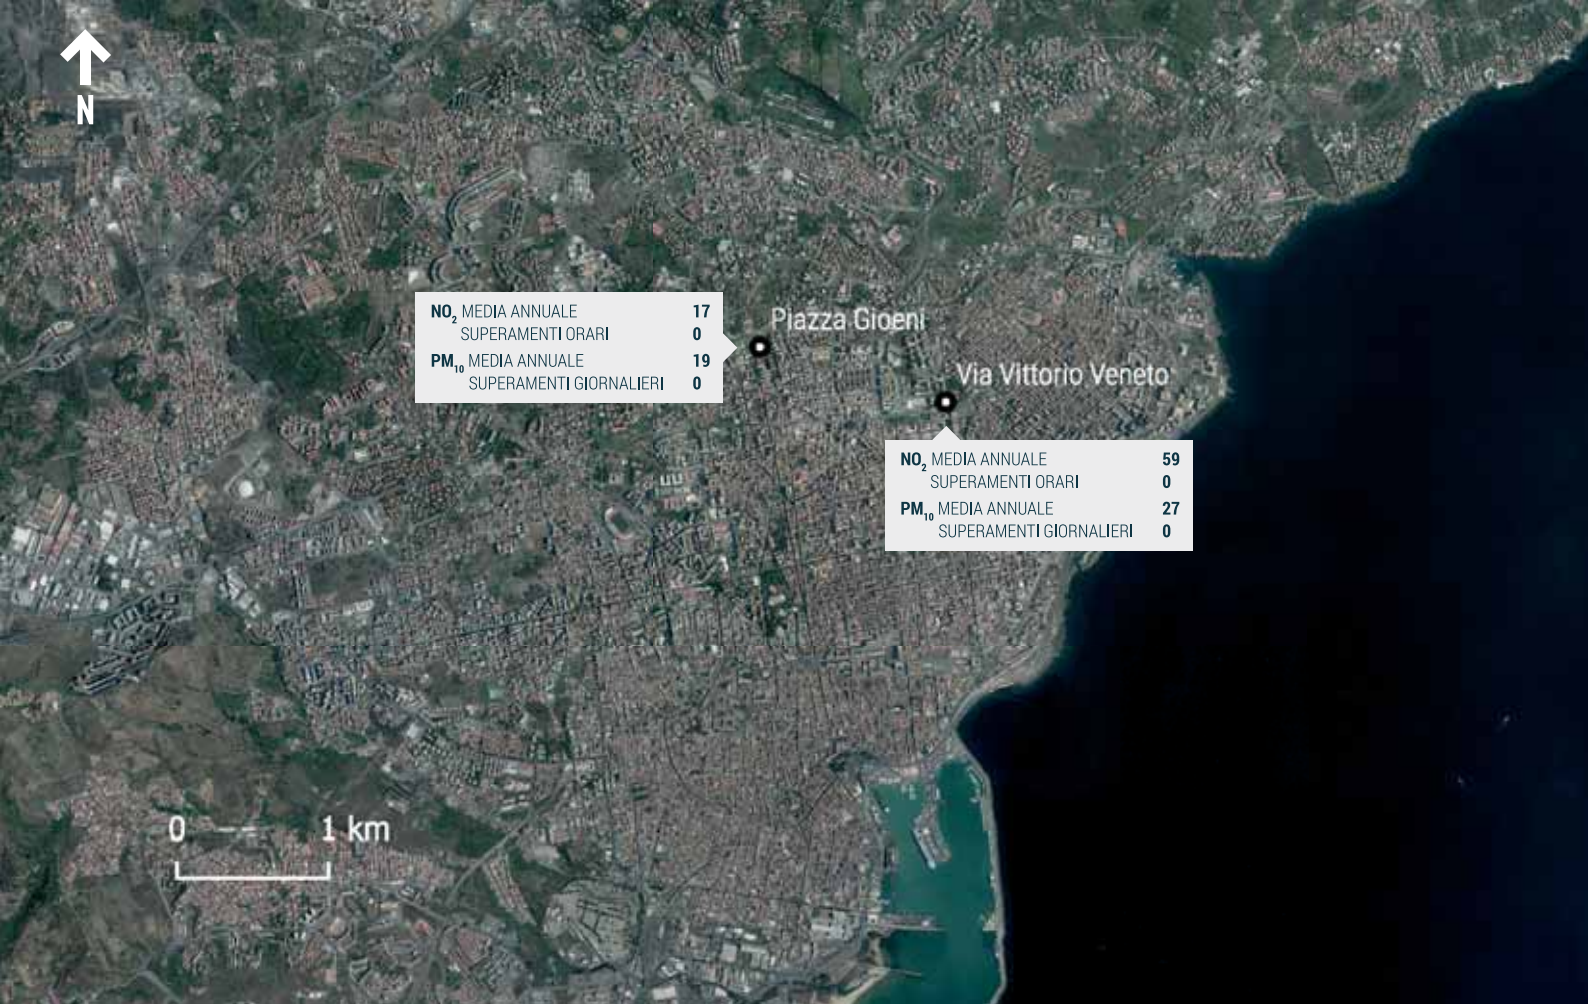 N
NO₂ MEDIA ANNUALE 17
SUPERAMENTI ORARI 0
PM₁₀ MEDIA ANNUALE 19
SUPERAMENTI GIORNALIERI 0
Piazza Gioeni
Via Vittorio Veneto
NO₂ MEDIA ANNUALE 59
SUPERAMENTI ORARI 0
PM₁₀ MEDIA ANNUALE 27
SUPERAMENTI GIORNALIERI 0
0 1 km